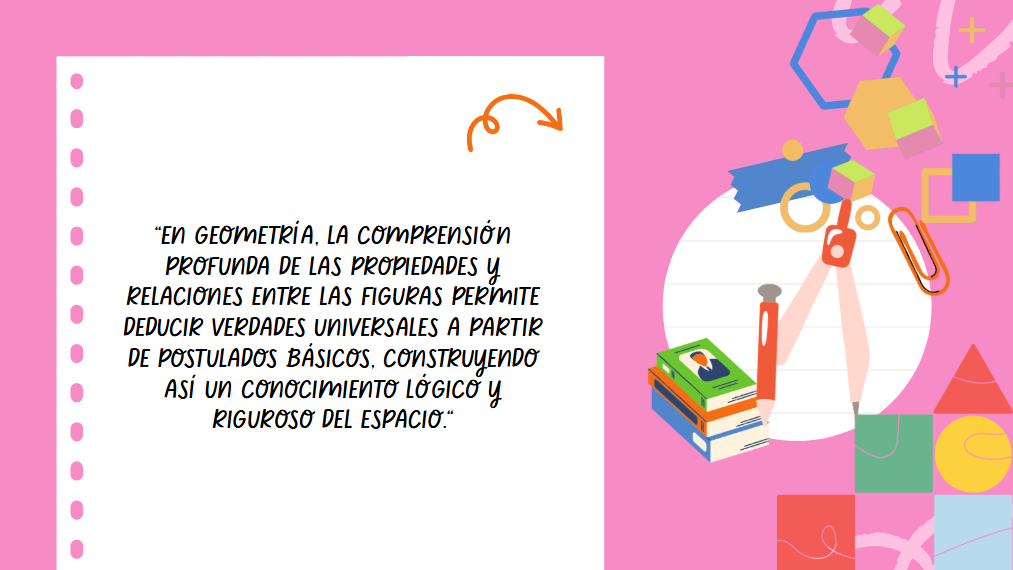 "EN GEOMETRÍA, LA COMPRENSIÓN
PROFUNDA DE LAS PROPIEDADES Y
RELACIONES ENTRE LAS FIGURAS PERMITE
DEDUCIR VERDADES UNIVERSALES A PARTIR
DE POSTULADOS BÁSICOS, CONSTRUYENDO
ASÍ UN CONOCIMIENTO LÓGICO Y
RIGUROSO DEL ESPACIO."